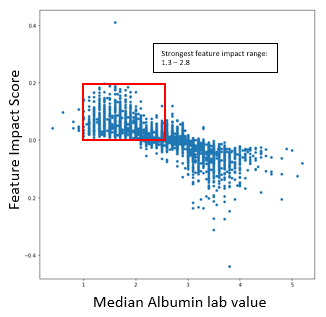 0.4
Strongest feature impact range:
1.3 – 2.8
0.2
0.0
0.2
−0.4
Feature Impact Score
1 2 3 4 5
Median Albumin lab value